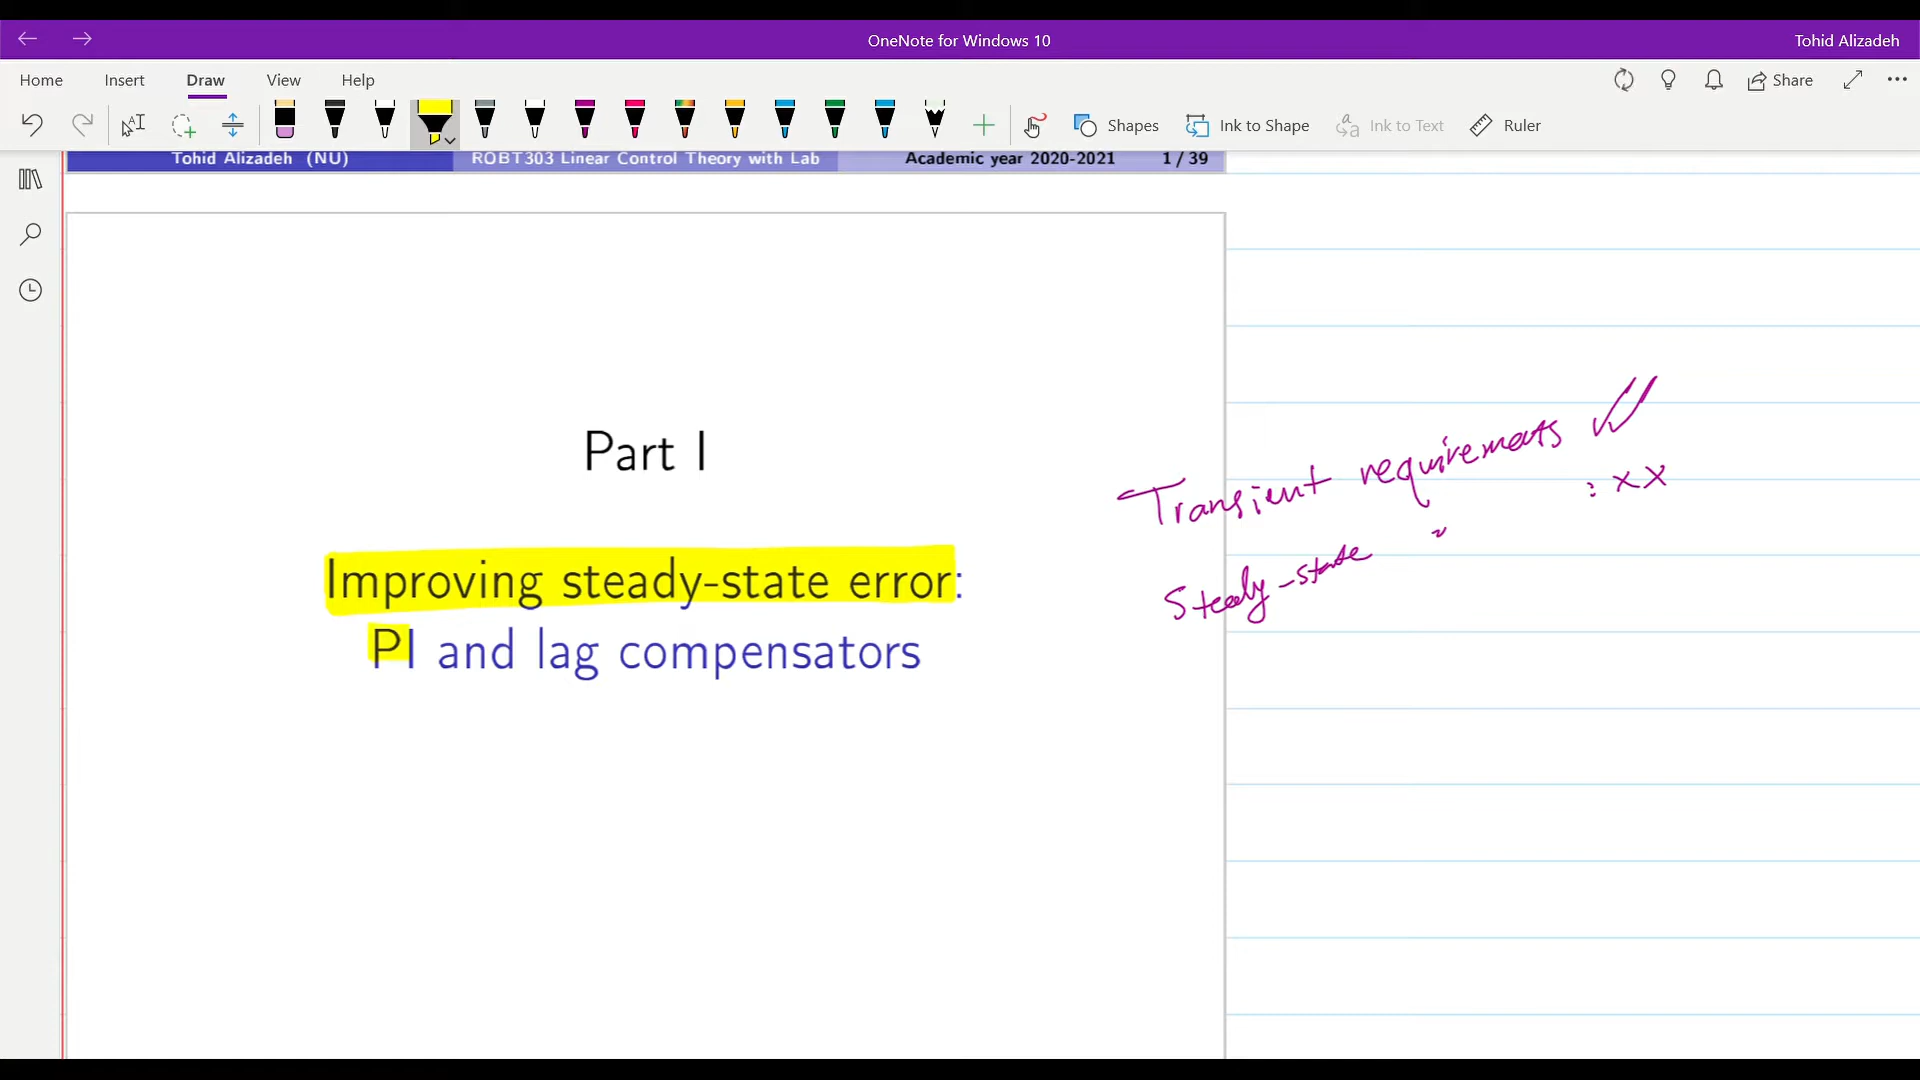 OneNote for Windows 10
Tohid Alizadeh
Home Insert Draw View Help
Share
Shapes Ink to Shape Ink to Text Ruler
Tohid Alizadeh (NU) ROBT303 Linear Control Theory with Lab Academic year 2020-2021 1 / 39
Part I
Improving steady-state error:
PI and lag compensators
Transient requirements ✓✓
Steady-state " : xx